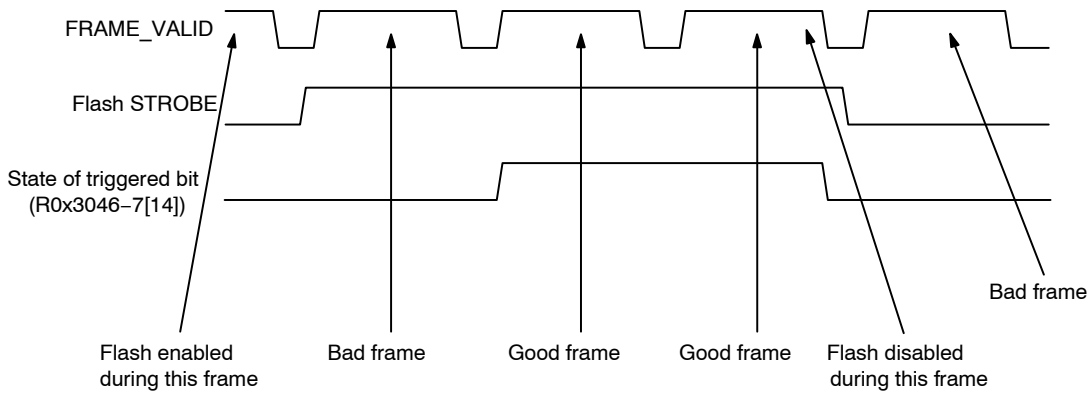 FRAME_VALID
Flash STROBE
State of triggered bit
(R0x3046−7[14])
Bad frame
Flash enabled
during this frame
Bad frame
Good frame
Good frame
Flash disabled
during this frame